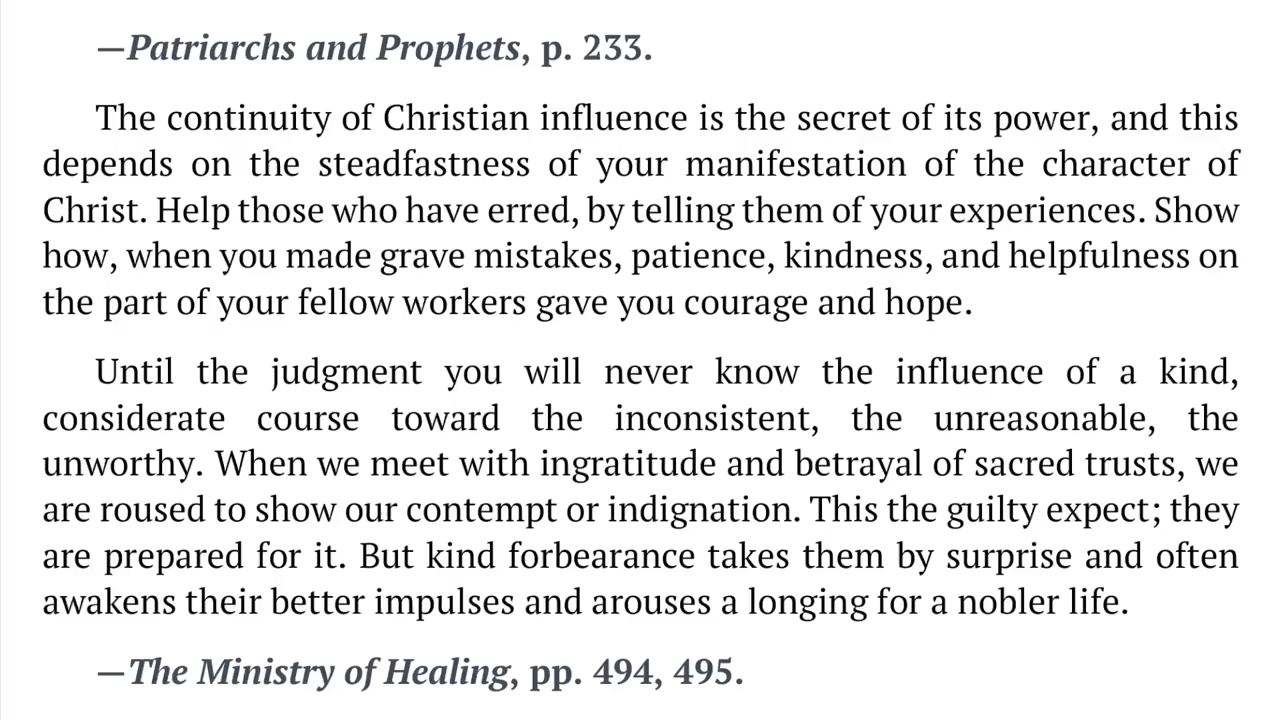 —Patriarchs and Prophets, p. 233.
The continuity of Christian influence is the secret of its power, and this
depends on the steadfastness of your manifestation of the character of
Christ. Help those who have erred, by telling them of your experiences. Show
how, when you made grave mistakes, patience, kindness, and helpfulness on
the part of your fellow workers gave you courage and hope.
Until the judgment you will never know the influence of a kind,
considerate course toward the inconsistent, the unreasonable, the
unworthy. When we meet with ingratitude and betrayal of sacred trusts, we
are roused to show our contempt or indignation. This the guilty expect; they
are prepared for it. But kind forbearance takes them by surprise and often
awakens their better impulses and arouses a longing for a nobler life.
—The Ministry of Healing, pp. 494, 495.